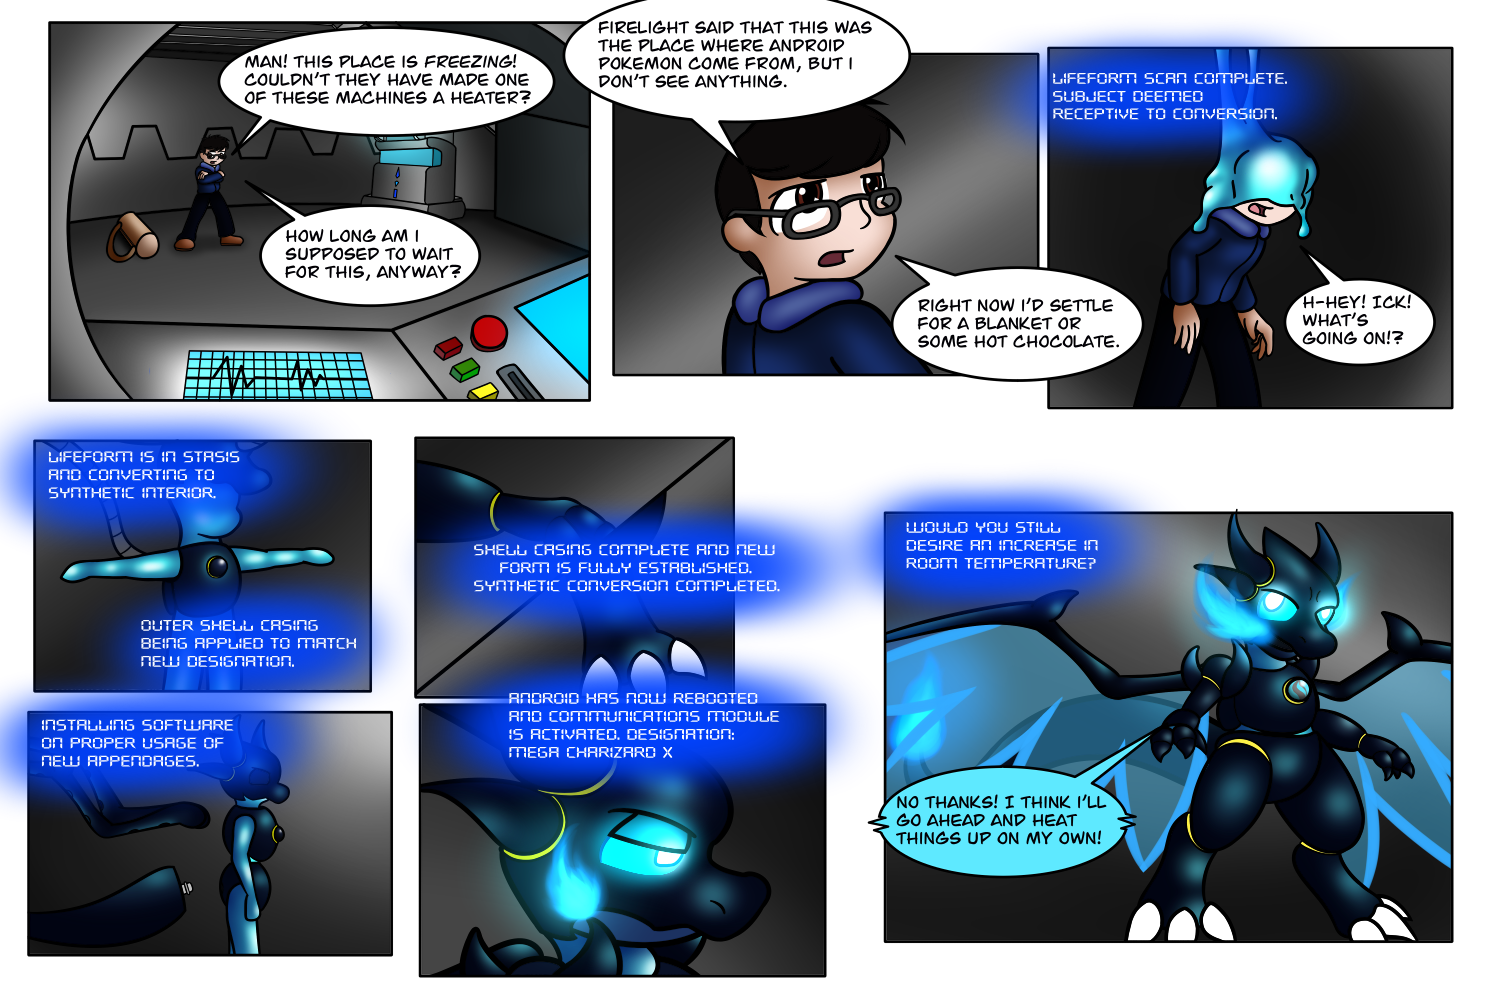 MAN! THIS PLACE IS FREEZING!
COULDN'T THEY HAVE MADE ONE
OF THESE MACHINES A HEATER?
HOW LONG AM I
SUPPOSED TO WAIT
FOR THIS, ANYWAY?
FIRELIGHT SAID THAT THIS WAS
THE PLACE WHERE ANDROID
POKEMON COME FROM, BUT I
DON'T SEE ANYTHING.
RIGHT NOW I'D SETTLE
FOR A BLANKET OR
SOME HOT CHOCOLATE.
LIFEFORM SCAN COMPLETE.
SUBJECT DEEMED
RECEPTIVE TO CONVERSION.
H-HEY! ICK!
WHAT'S
GOING ON!?
LIFEFORM IS IN STASIS
AND CONVERTING TO
SYNTHETIC INTERIOR.
OUTER SHELL CASING
BEING APPLIED TO MATCH
NEW DESIGNATION.
INSTALLING SOFTWARE
ON PROPER USAGE OF
NEW APPENDAGES.
SHELL CASING COMPLETE AND NEW
FORM IS FULLY ESTABLISHED.
SYNTHETIC CONVERSION COMPLETED.
ANDROID HAS NOW REBOOTED
AND COMMUNICATIONS MODULE
IS ACTIVATED. DESIGNATION:
MEGA CHARIZARD X
WOULD YOU STILL
DESIRE AN INCREASE IN
ROOM TEMPERATURE?
NO THANKS! I THINK I'LL
GO AHEAD AND HEAT
THINGS UP ON MY OWN!